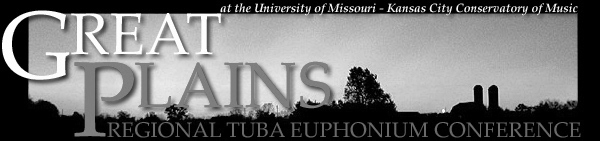 at the University of Missouri - Kansas City Conservatory of Music
GREAT
PLAINS
REGIONAL TUBA EUPHONIUM CONFERENCE